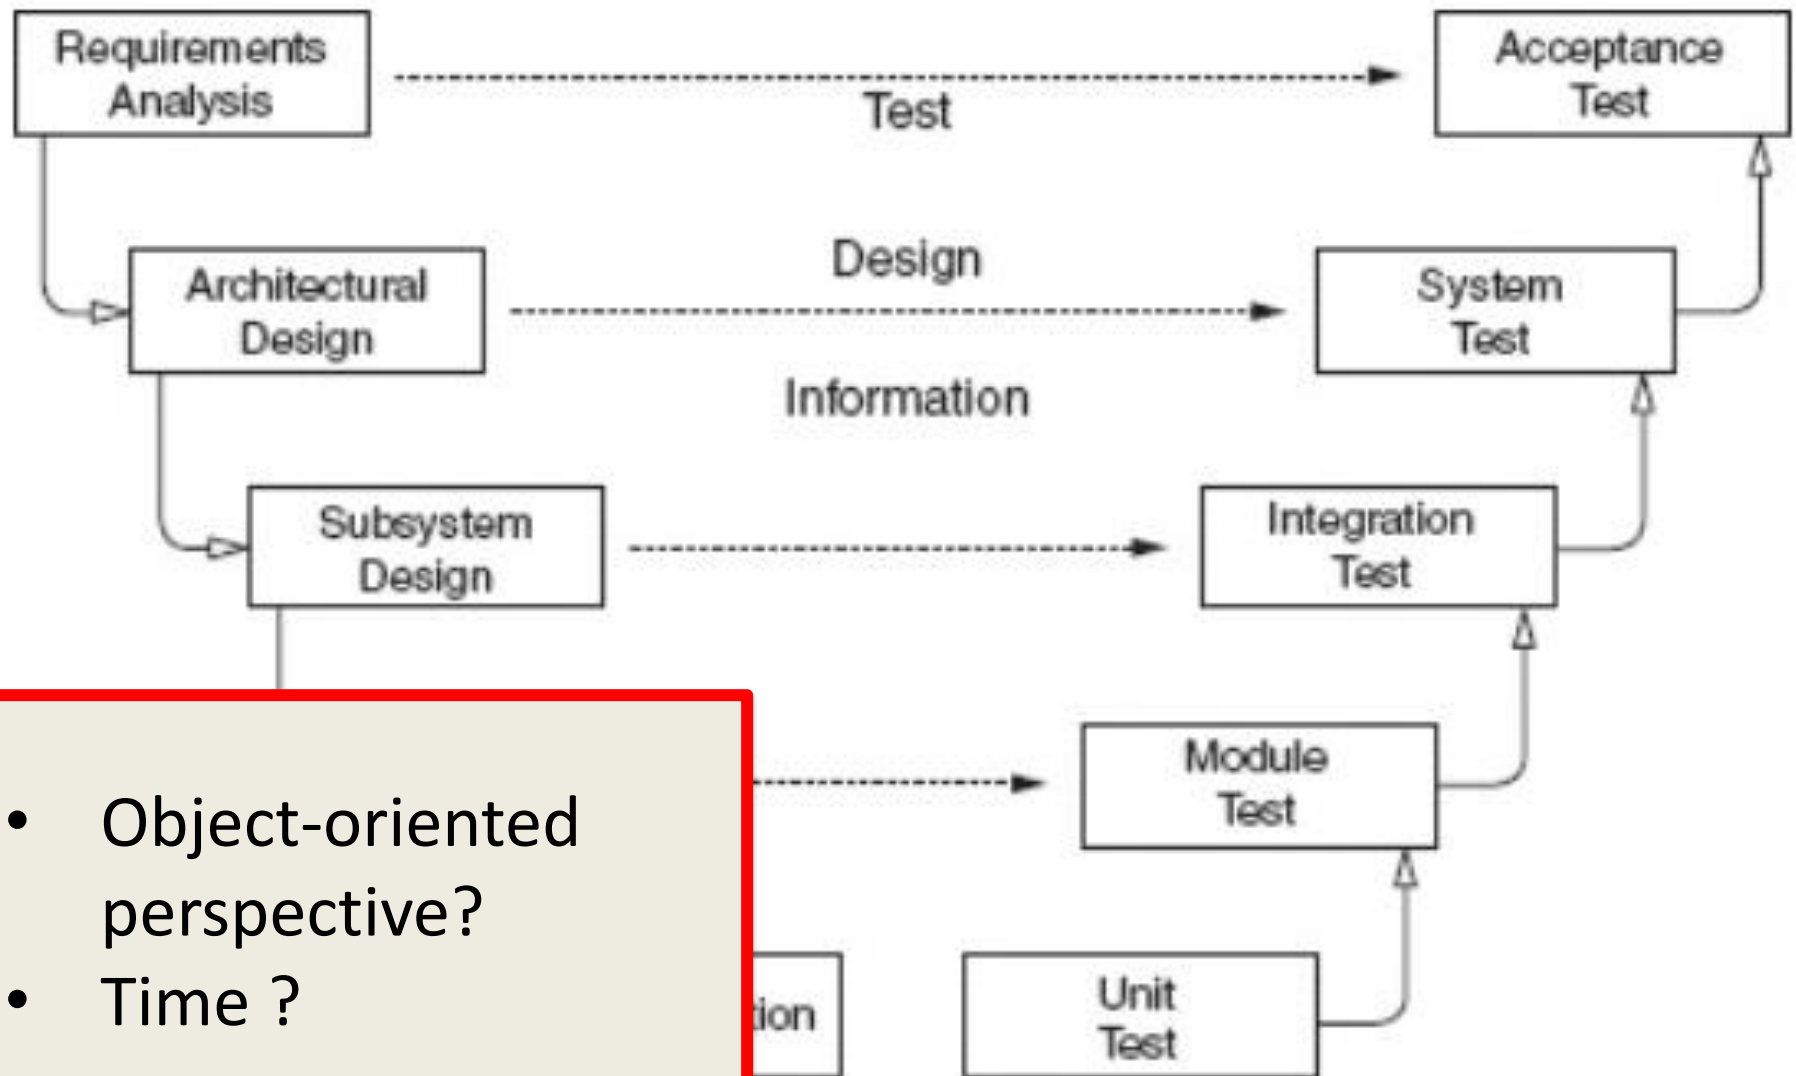 Requirements
Analysis
Acceptance
Test
Test
Architectural
Design
Design
System
Test
Information
Subsystem
Design
Integration
Test
Module
Test
• Object-oriented
perspective?
• Time ?
tion
Unit
Test